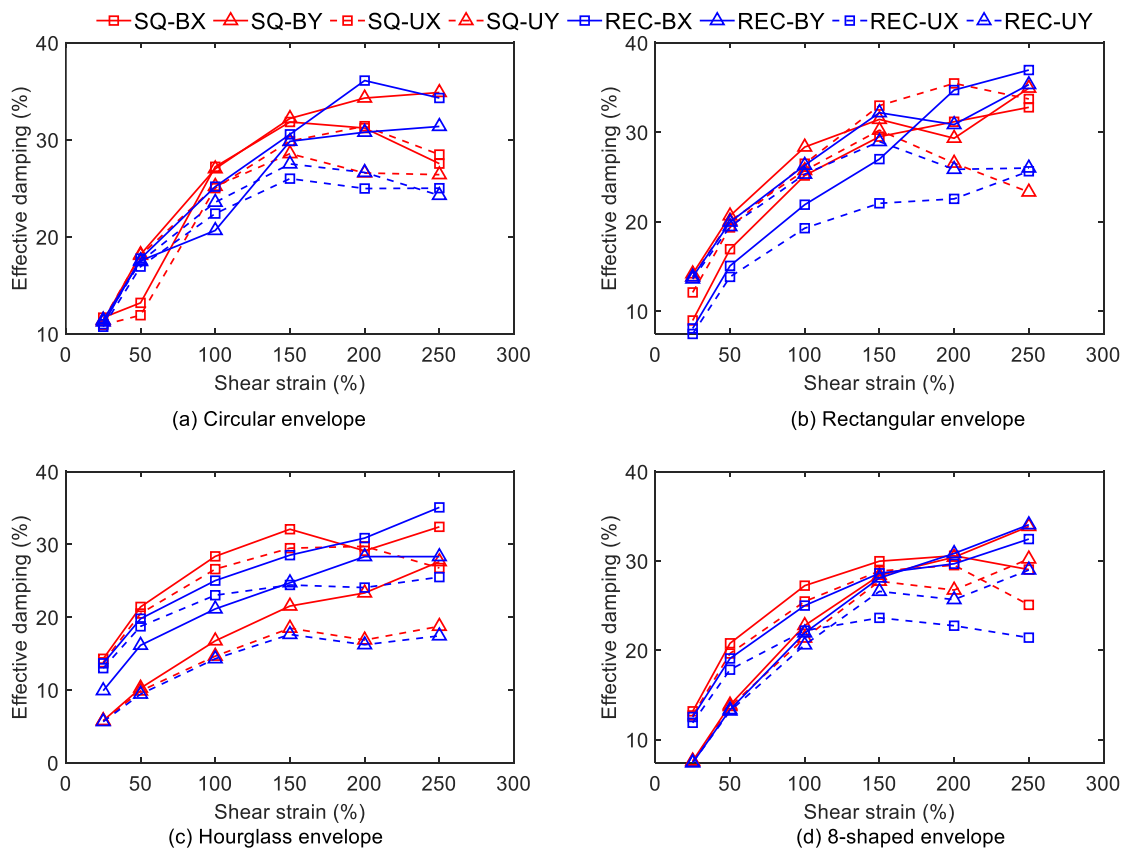 SQ-BX SQ-BY SQ-UX SQ-UY REC-BX REC-BY REC-UX REC-UY
40
30
20
10
0 50 100 150 200 250 300
Effective damping (%)
Shear strain (%)
(a) Circular envelope
40
30
20
10
0 50 100 150 200 250 300
Effective damping (%)
Shear strain (%)
(b) Rectangular envelope
40
30
20
10
0
0 50 100 150 200 250 300
Effective damping (%)
Shear strain (%)
(c) Hourglass envelope
40
30
20
10
0 50 100 150 200 250 300
Effective damping (%)
Shear strain (%)
(d) 8-shaped envelope